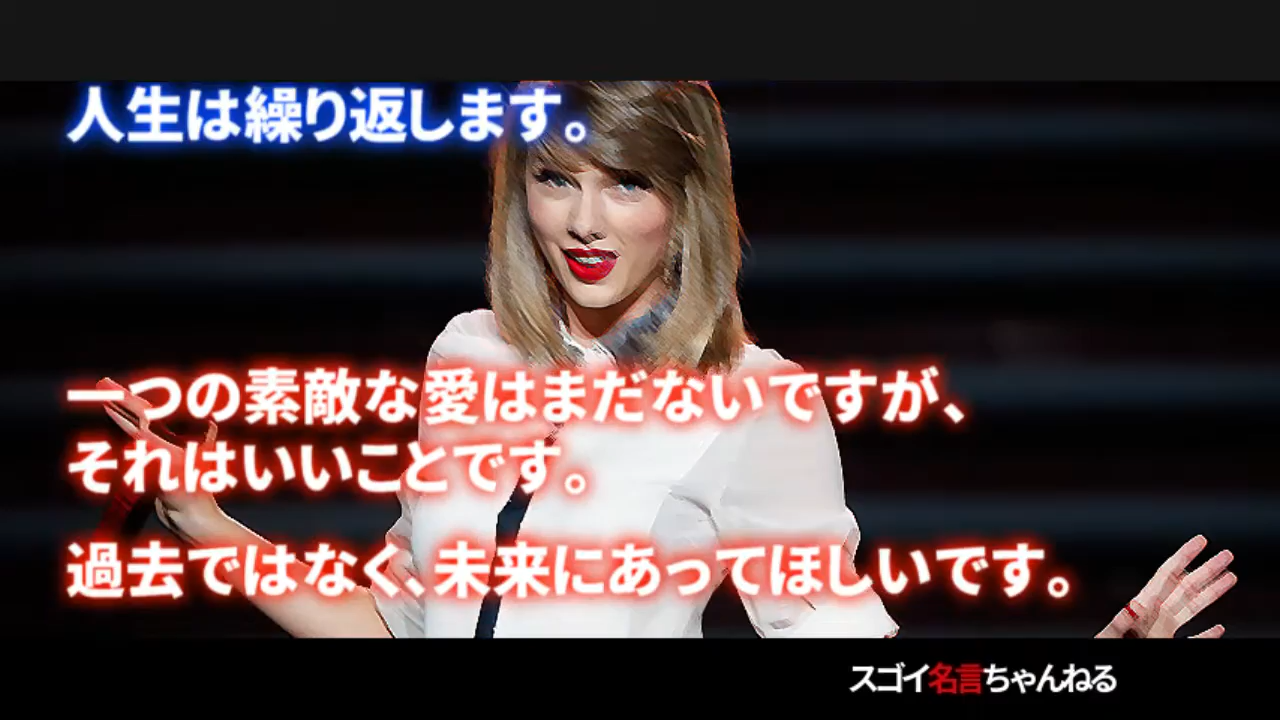 人生は繰り返します。
一つの素敵な愛はまだないですが、
それはいいことです。
過去ではなく、未来にあってほしいです。
スゴイ名言ちゃんねる